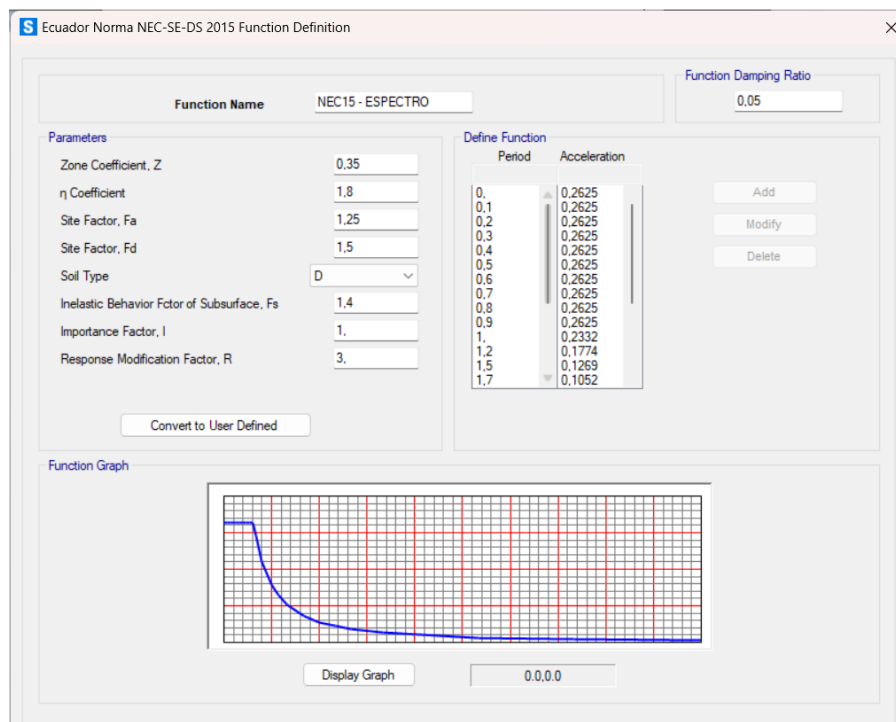 S Ecuador Norma NEC-SE-DS 2015 Function Definition
Function Damping Ratio
Function Name NEC15 - ESPECTRO 0,05
Parameters
Zone Coefficient, Z 0,35
η Coefficient 1,8
Site Factor, Fa 1,25
Site Factor, Fd 1,5
Soil Type D
Inelastic Behavior Fctor of Subsurface, Fs 1,4
Importance Factor, I 1,
Response Modification Factor, R 3,
Convert to User Defined
Define Function
Period Acceleration
0, 0,2625
0,1 0,2625
0,2 0,2625
0,3 0,2625
0,4 0,2625
0,5 0,2625
0,6 0,2625
0,7 0,2625
0,8 0,2625
0,9 0,2625
1, 0,2332
1,2 0,1774
1,5 0,1269
1,7 0,1052
Add
Modify
Delete
Function Graph
Display Graph 0.0,0.0